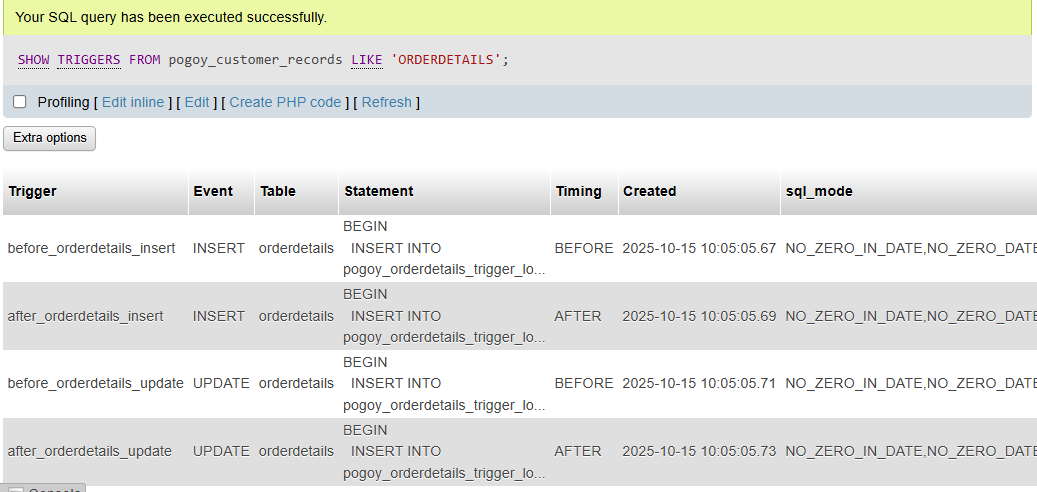 Your SQL query has been executed successfully.
SHOW TRIGGERS FROM pogoy_customer_records LIKE 'ORDERDETAILS';
Profiling [ Edit inline ] [ Edit ] [ Create PHP code ] [ Refresh ]
Extra options
Trigger Event Table Statement Timing Created sql_mode
BEGIN
before_orderdetails_insert INSERT orderdetails INSERT INTO BEFORE 2025-10-15 10:05:05.67 NO_ZERO_IN_DATE,NO_ZERO_DATE
pogoy_orderdetails_trigger_lo...
BEGIN
after_orderdetails_insert INSERT orderdetails INSERT INTO AFTER 2025-10-15 10:05:05.69 NO_ZERO_IN_DATE,NO_ZERO_DATE
pogoy_orderdetails_trigger_lo...
BEGIN
before_orderdetails_update UPDATE orderdetails INSERT INTO BEFORE 2025-10-15 10:05:05.71 NO_ZERO_IN_DATE,NO_ZERO_DATE
pogoy_orderdetails_trigger_lo...
BEGIN
after_orderdetails_update UPDATE orderdetails INSERT INTO AFTER 2025-10-15 10:05:05.73 NO_ZERO_IN_DATE,NO_ZERO_DATE
pogoy_orderdetails_trigger_lo...
Console